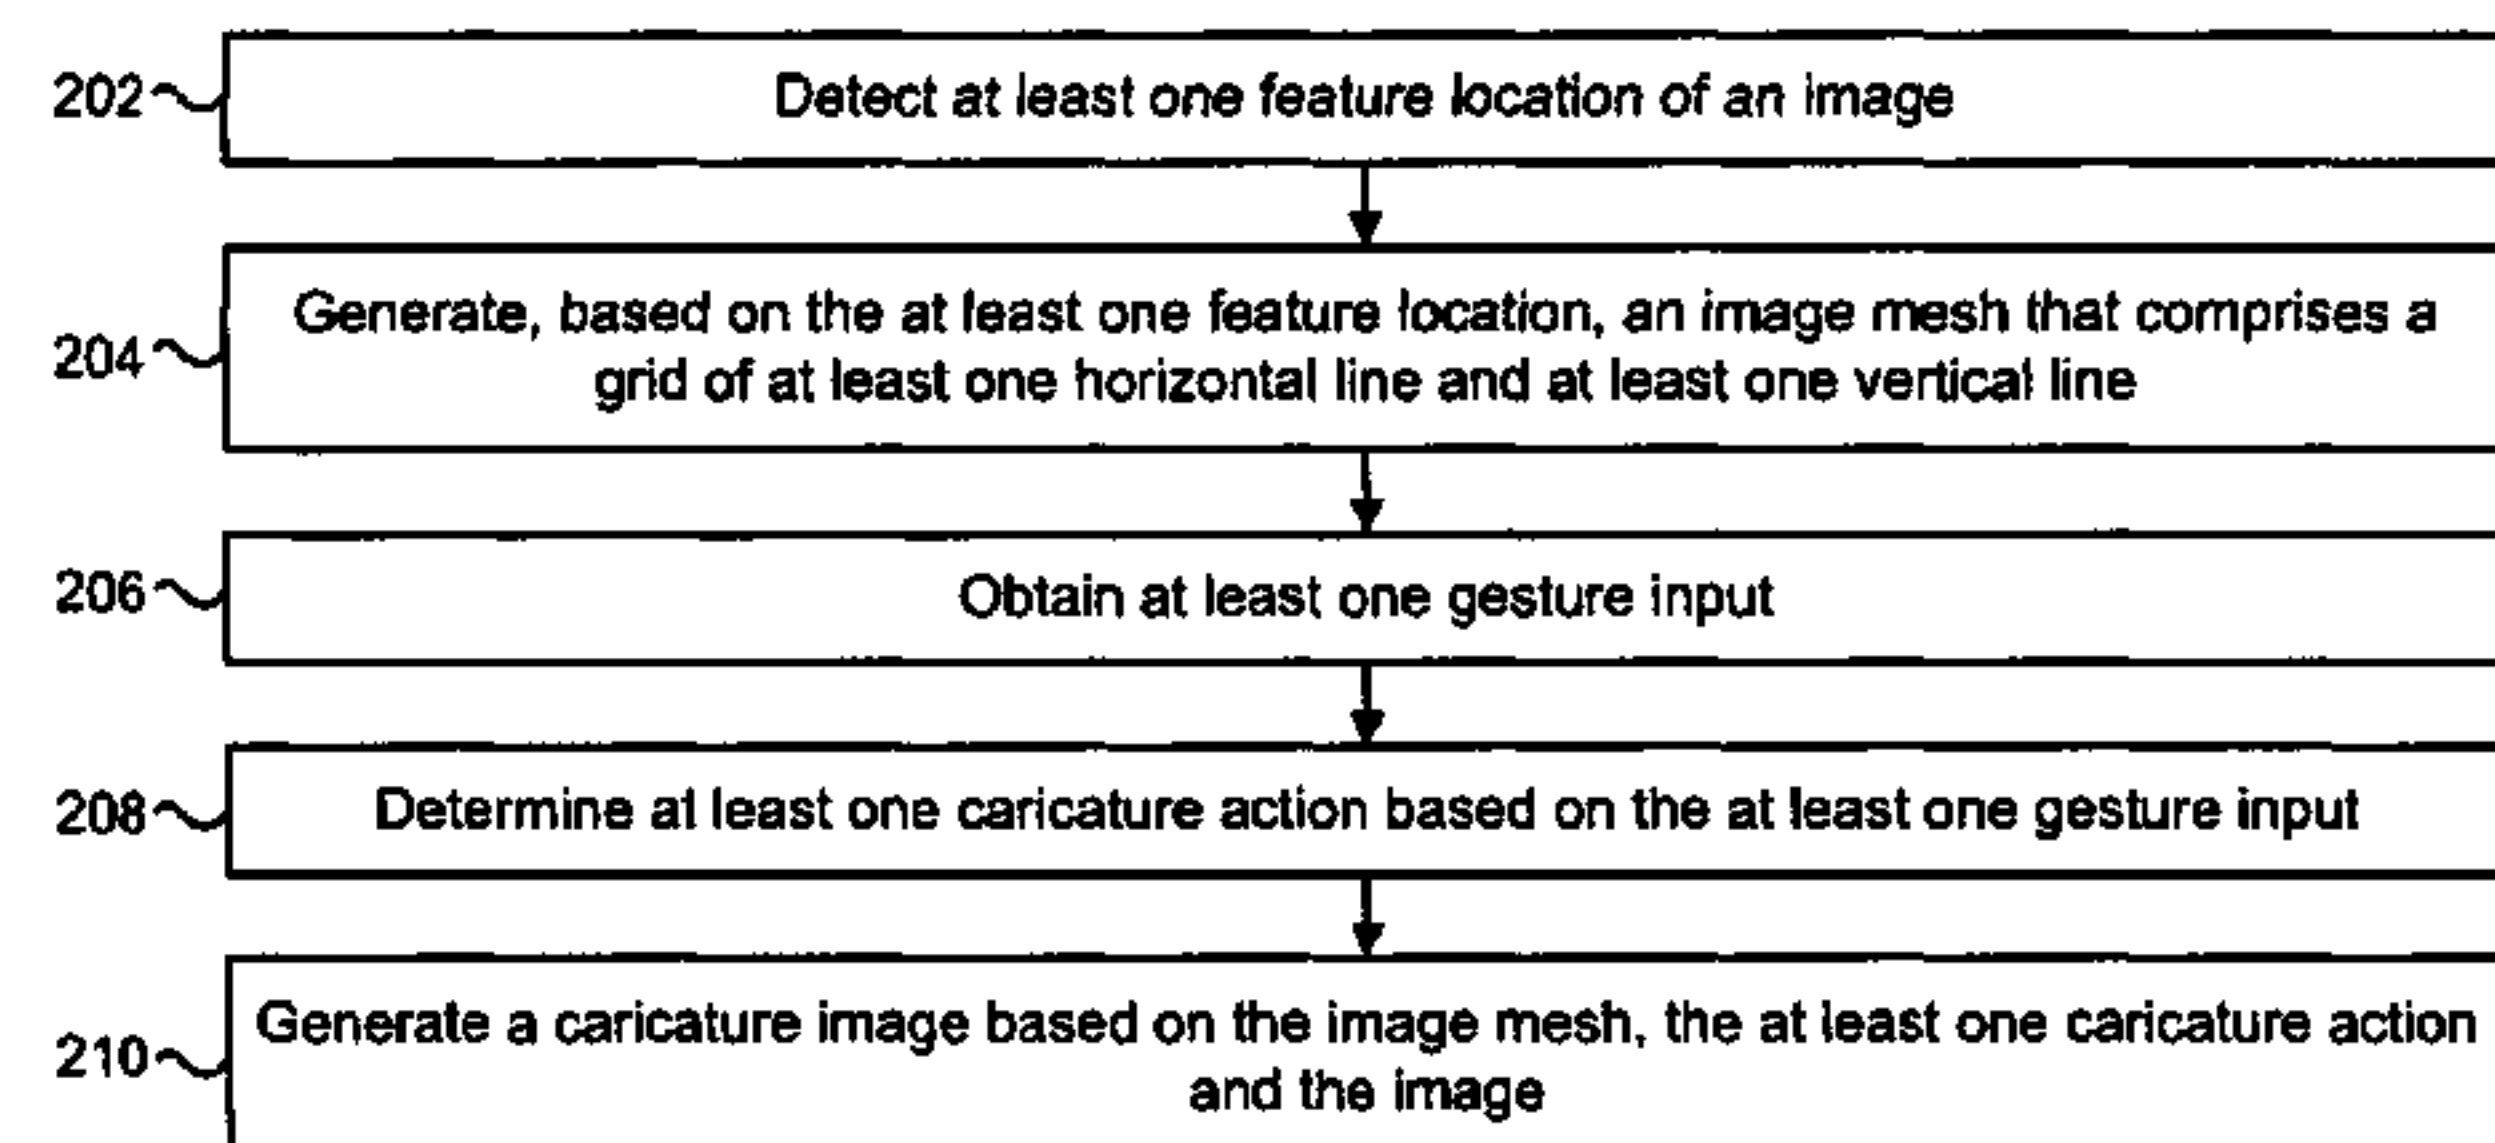 202
Detect at least one feature location of an image
204
Generate, based on the at least one feature location, an image mesh that comprises a
grid of at least one horizontal line and at least one vertical line
206
Obtain at least one gesture input
208
Determine at least one caricature action based on the at least one gesture input
210
Generate a caricature image based on the image mesh, the at least one caricature action
and the image